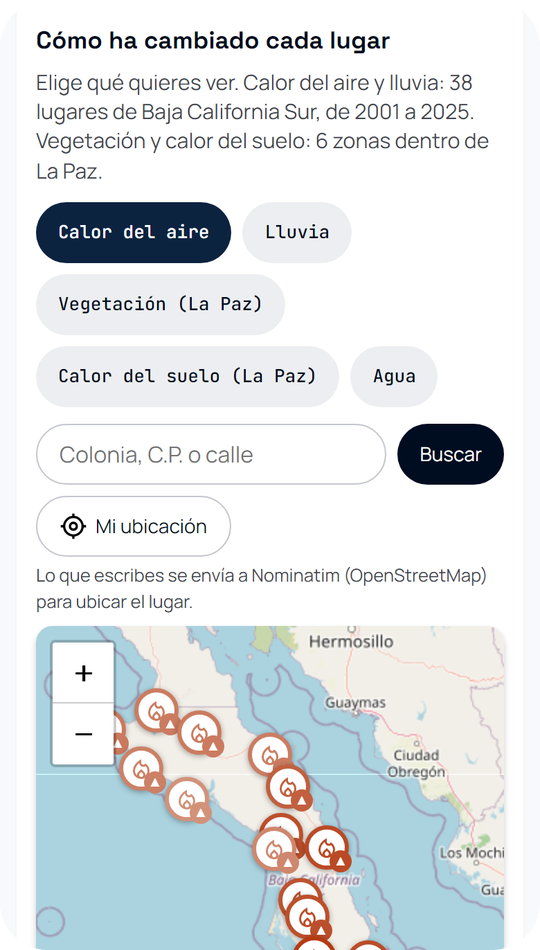 Cómo ha cambiado cada lugar
Elige qué quieres ver. Calor del aire y lluvia: 38
lugares de Baja California Sur, de 2001 a 2025.
Vegetación y calor del suelo: 6 zonas dentro de
La Paz.
Calor del aire
Lluvia
Vegetación (La Paz)
Calor del suelo (La Paz)
Agua
Colonia, C.P. o calle
Buscar
Mi ubicación
Lo que escribes se envía a Nominatim (OpenStreetMap)
para ubicar el lugar.
+
−
Hermosillo
Guaymas
Ciudad
Obregón
Los Mochi
Gua
Baja California